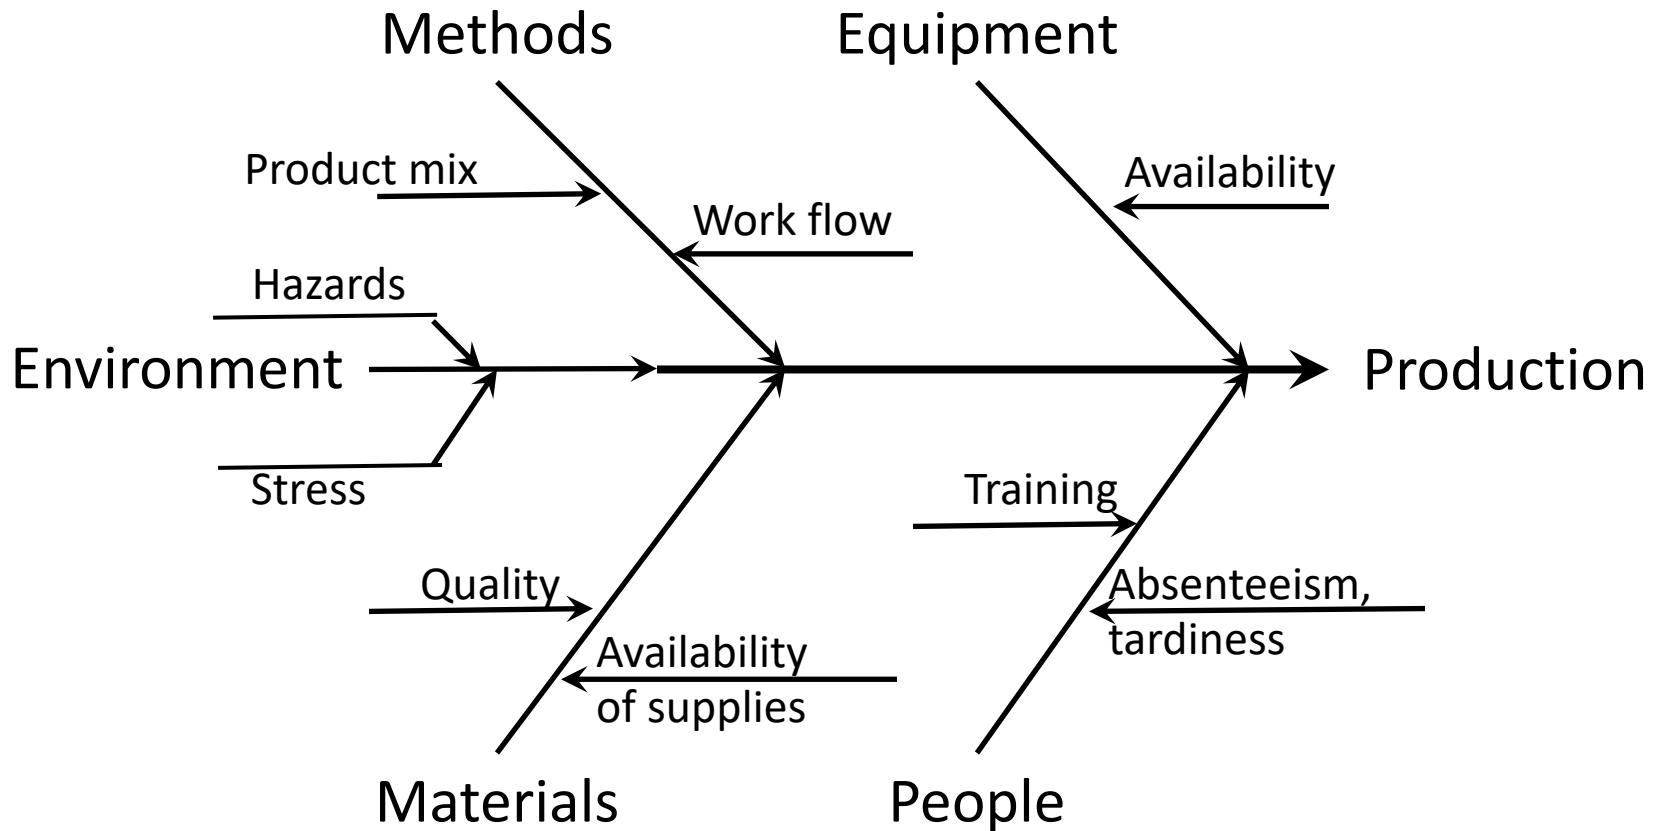 Methods
Equipment
Product mix
Availability
Work flow
Hazards
Environment
Production
Stress
Training
Quality
Absenteeism,
tardiness
Availability
of supplies
Materials
People